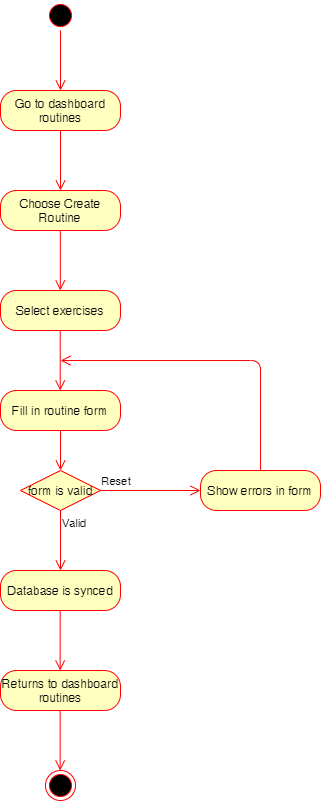 Go to dashboard
routines
Choose Create
Routine
Select exercises
Fill in routine form
form is valid
Reset
Show errors in form
Valid
Database is synced
Returns to dashboard
routines